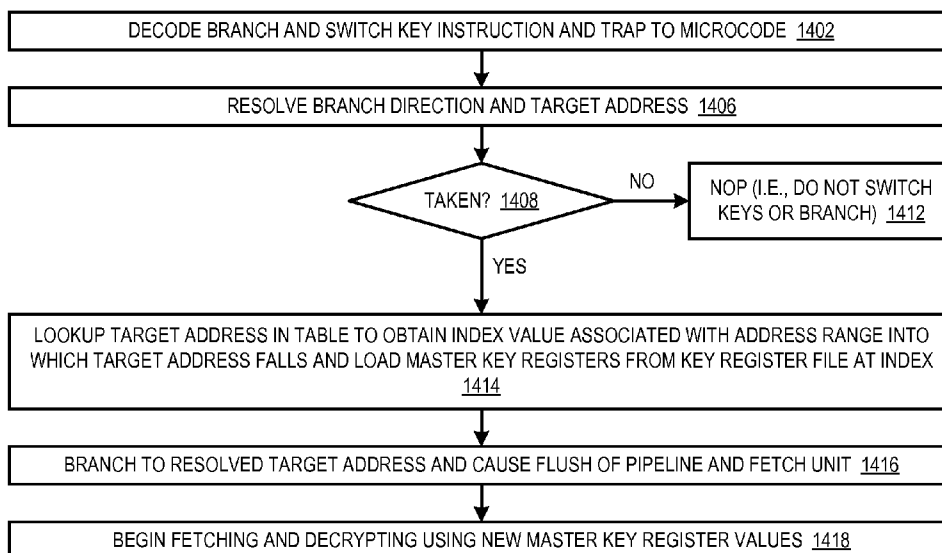 DECODE BRANCH AND SWITCH KEY INSTRUCTION AND TRAP TO MICROCODE 1402
RESOLVE BRANCH DIRECTION AND TARGET ADDRESS 1406
TAKEN? 1408
NO
NOP (I.E., DO NOT SWITCH
KEYS OR BRANCH) 1412
YES
LOOKUP TARGET ADDRESS IN TABLE TO OBTAIN INDEX VALUE ASSOCIATED WITH ADDRESS RANGE INTO
WHICH TARGET ADDRESS FALLS AND LOAD MASTER KEY REGISTERS FROM KEY REGISTER FILE AT INDEX
1414
BRANCH TO RESOLVED TARGET ADDRESS AND CAUSE FLUSH OF PIPELINE AND FETCH UNIT 1416
BEGIN FETCHING AND DECRYPTING USING NEW MASTER KEY REGISTER VALUES 1418